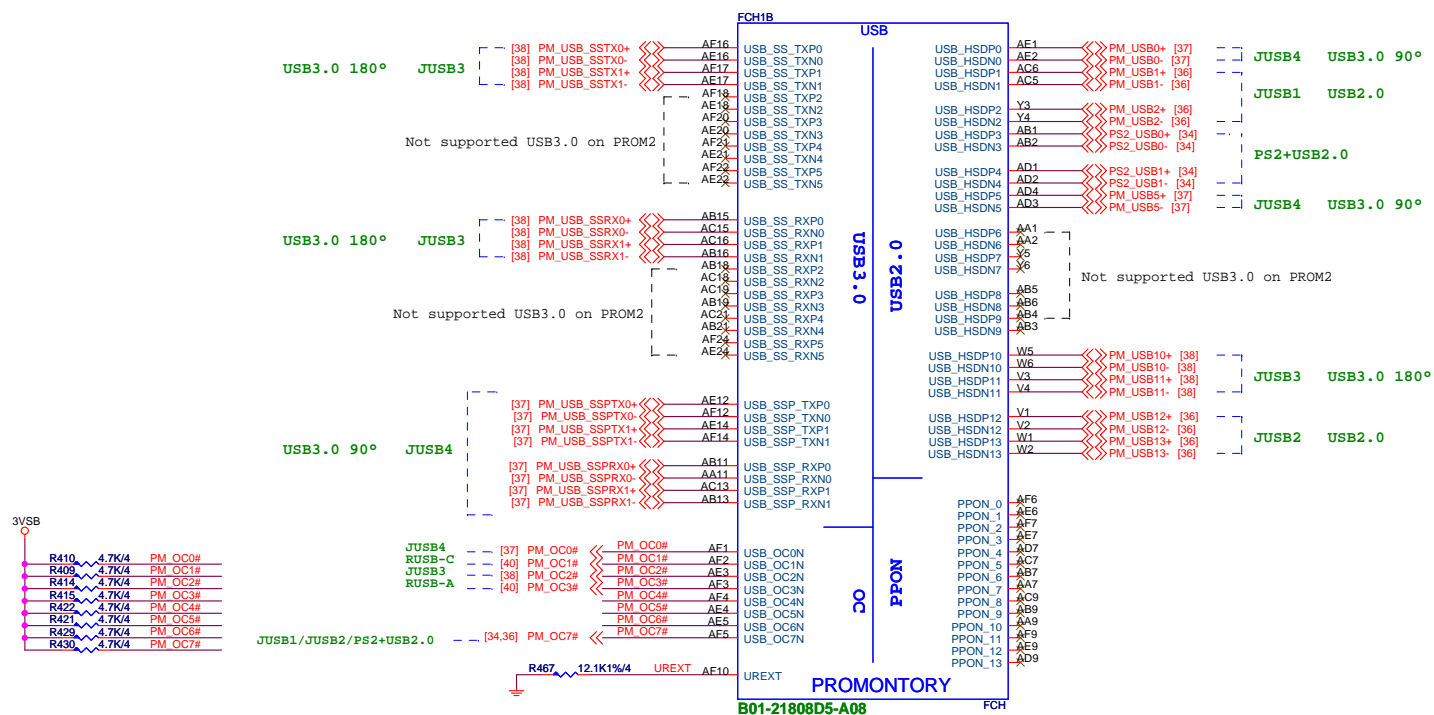 FCH1B
USB
USB3.0 180° JUSB3
[38] PM_USB_SSTX0+ AF16 USB_SS_TXP0
[38] PM_USB_SSTX0- AE16 USB_SS_TXN0
[38] PM_USB_SSTX1+ AF17 USB_SS_TXP1
[38] PM_USB_SSTX1- AE17 USB_SS_TXN1
AF18 USB_SS_TXP2
AE18 USB_SS_TXN2
AF20 USB_SS_TXP3
AE20 USB_SS_TXN3
AF21 USB_SS_TXP4
AE21 USB_SS_TXN4
AF22 USB_SS_TXP5
AE22 USB_SS_TXN5
Not supported USB3.0 on PROM2
USB3.0 180° JUSB3
[38] PM_USB_SSRX0+ AB15 USB_SS_RXP0
[38] PM_USB_SSRX0- AC15 USB_SS_RXN0
[38] PM_USB_SSRX1+ AC16 USB_SS_RXP1
[38] PM_USB_SSRX1- AB16 USB_SS_RXN1
AB18 USB_SS_RXP2
AC18 USB_SS_RXN2
AC19 USB_SS_RXP3
AB19 USB_SS_RXN3
AC21 USB_SS_RXP4
AB21 USB_SS_RXN4
AF24 USB_SS_RXP5
AE24 USB_SS_RXN5
Not supported USB3.0 on PROM2
USB3.0 90° JUSB4
[37] PM_USB_SSPTX0+ AE12 USB_SSP_TXP0
[37] PM_USB_SSPTX0- AF12 USB_SSP_TXN0
[37] PM_USB_SSPTX1+ AE14 USB_SSP_TXP1
[37] PM_USB_SSPTX1- AF14 USB_SSP_TXN1
[37] PM_USB_SSPRX0+ AB11 USB_SSP_RXP0
[37] PM_USB_SSPRX0- AA11 USB_SSP_RXN0
[37] PM_USB_SSPRX1+ AC13 USB_SSP_RXP1
[37] PM_USB_SSPRX1- AB13 USB_SSP_RXN1
JUSB4 [37] PM_OC0# PM_OC0# AF1 USB_OC0N
RUSB-C [40] PM_OC1# PM_OC1# AF2 USB_OC1N
JUSB3 [38] PM_OC2# PM_OC2# AE3 USB_OC2N
RUSB-A [40] PM_OC3# PM_OC3# AF3 USB_OC3N
PM_OC4# AF4 USB_OC4N
PM_OC5# AE4 USB_OC5N
PM_OC6# AE5 USB_OC6N
JUSB1/JUSB2/PS2+USB2.0 [34,36] PM_OC7# PM_OC7# AF5 USB_OC7N
R467 12.1K1%/4 UREXT AF10 UREXT
3VSB
R410 4.7K/4 PM_OC0#
R409 4.7K/4 PM_OC1#
R414 4.7K/4 PM_OC2#
R415 4.7K/4 PM_OC3#
R422 4.7K/4 PM_OC4#
R421 4.7K/4 PM_OC5#
R429 4.7K/4 PM_OC6#
R430 4.7K/4 PM_OC7#
USB3.0
USB2.0
OC
PPON
USB_HSDP0 AE1 PM_USB0+ [37]
USB_HSDN0 AE2 PM_USB0- [37]
JUSB4 USB3.0 90°
USB_HSDP1 AC6 PM_USB1+ [36]
USB_HSDN1 AC5 PM_USB1- [36]
JUSB1 USB2.0
USB_HSDP2 Y3 PM_USB2+ [36]
USB_HSDN2 Y4 PM_USB2- [36]
USB_HSDP3 AB1 PS2_USB0+ [34]
USB_HSDN3 AB2 PS2_USB0- [34]
PS2+USB2.0
USB_HSDP4 AD1 PS2_USB1+ [34]
USB_HSDN4 AD2 PS2_USB1- [34]
USB_HSDP5 AD4 PM_USB5+ [37]
USB_HSDN5 AD3 PM_USB5- [37]
JUSB4 USB3.0 90°
USB_HSDP6 AA1
USB_HSDN6 AA2
USB_HSDP7 Y5
USB_HSDN7 Y6
USB_HSDP8 AB5
USB_HSDN8 AB6
USB_HSDP9 AB4
USB_HSDN9 AB3
Not supported USB3.0 on PROM2
USB_HSDP10 W5 PM_USB10+ [38]
USB_HSDN10 W6 PM_USB10- [38]
USB_HSDP11 V3 PM_USB11+ [38]
USB_HSDN11 V4 PM_USB11- [38]
JUSB3 USB3.0 180°
USB_HSDP12 V1 PM_USB12+ [36]
USB_HSDN12 V2 PM_USB12- [36]
USB_HSDP13 W1 PM_USB13+ [36]
USB_HSDN13 W2 PM_USB13- [36]
JUSB2 USB2.0
PPON_0 AF6
PPON_1 AE6
PPON_2 AF7
PPON_3 AE7
PPON_4 AD7
PPON_5 AC7
PPON_6 AB7
PPON_7 AA7
PPON_8 AC9
PPON_9 AB9
PPON_10 AA9
PPON_11 AF9
PPON_12 AE9
PPON_13 AD9
PROMONTORY
FCH
B01-21808D5-A08